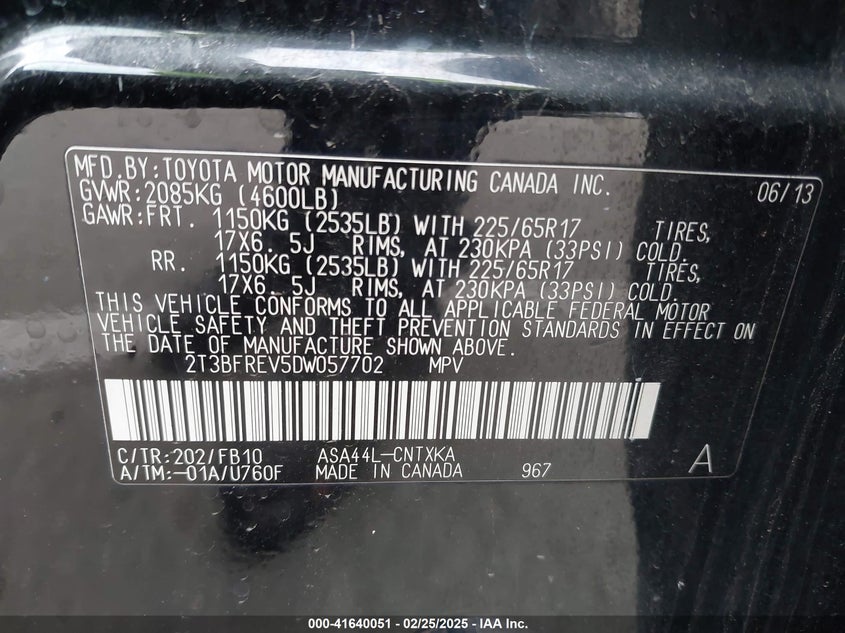 MFD.BY:TOYOTA MOTOR MANUFACTURING CANADA INC. 06/13
GVWR:2085KG (4600LB)
GAWR:FRT. 1150KG (2535LB) WITH 225/65R17 TIRES,
17X6. 5J RIMS, AT 230KPA (33PSI) COLD.
RR. 1150KG (2535LB) WITH 225/65R17 TIRES,
17X6. 5J RIMS, AT 230KPA (33PSI) COLD.
THIS VEHICLE CONFORMS TO ALL APPLICABLE FEDERAL MOTOR
VEHICLE SAFETY AND THEFT PREVENTION STANDARDS IN EFFECT ON
THE DATE OF MANUFACTURE SHOWN ABOVE.
2T3BFREV5DW057702 MPV
C/TR:202/FB10 ASA44L-CNTXKA
A/TM:-01A/U760F MADE IN CANADA 967 A
000-41640051 - 02/25/2025 - IAA Inc.